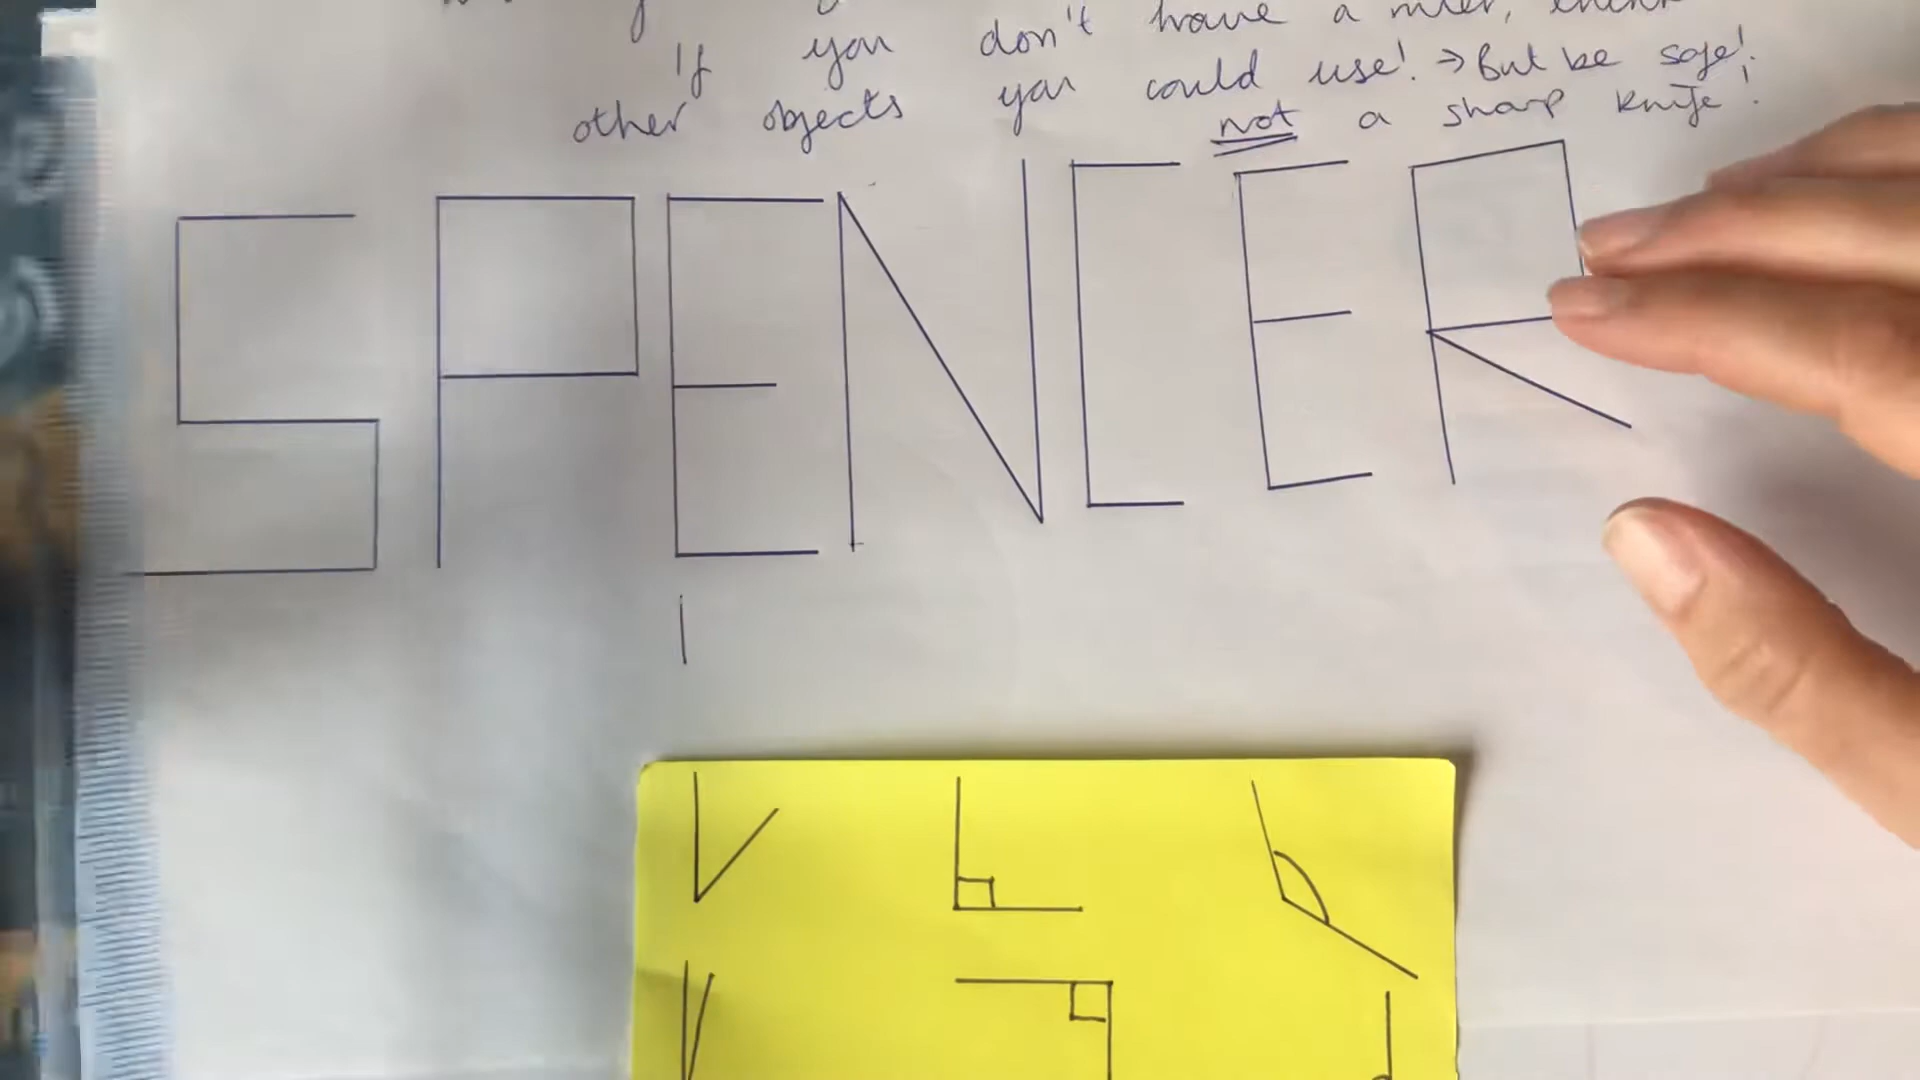 If you don't have a ruler, think
other objects you could use! → But be safe!
not a sharp knife!
SPENCER